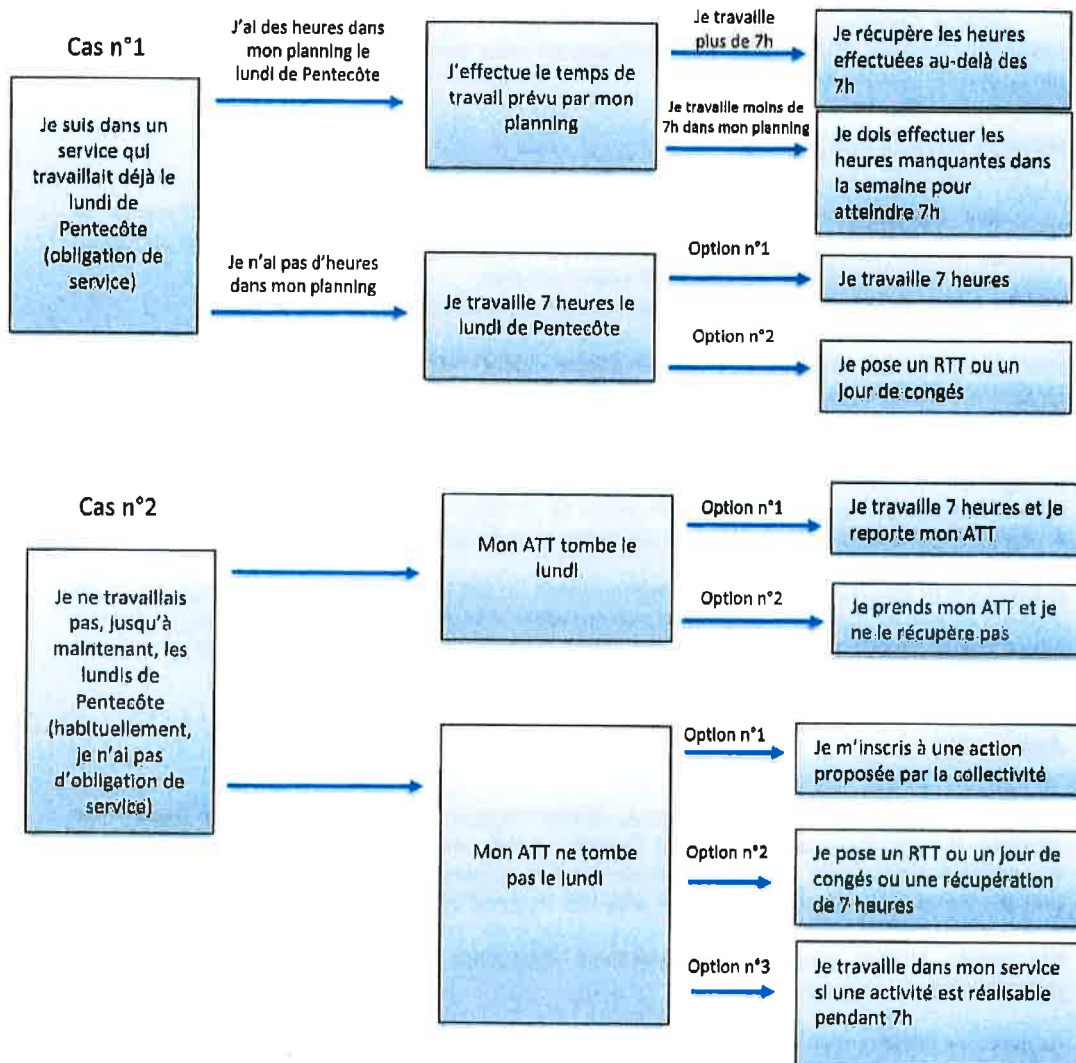 Cas n°1
Je suis dans un
service qui
travaillait déjà le
lundi de
Pentecôte
(obligation de
service)
J'ai des heures dans
mon planning le
lundi de Pentecôte
J'effectue le temps de
travail prévu par mon
planning
Je travaille
plus de 7h
Je récupère les heures
effectuées au-delà des
7h
Je travaille moins de
7h dans mon planning
Je dois effectuer les
heures manquantes dans
la semaine pour
atteindre 7h
Je n'ai pas d'heures
dans mon planning
Je travaille 7 heures le
lundi de Pentecôte
Option n°1
Je travaille 7 heures
Option n°2
Je pose un RTT ou un
jour de congés
Cas n°2
Je ne travaillais
pas, jusqu'à
maintenant, les
lundis de
Pentecôte
(habituellement,
je n'ai pas
d'obligation de
service)
Mon ATT tombe le
lundi
Option n°1
Je travaille 7 heures et je
reporte mon ATT
Option n°2
Je prends mon ATT et je
ne le récupère pas
Mon ATT ne tombe
pas le lundi
Option n°1
Je m'inscris à une action
proposée par la collectivité
Option n°2
Je pose un RTT ou un jour de
congés ou une récupération
de 7 heures
Option n°3
Je travaille dans mon service
si une activité est réalisable
pendant 7h